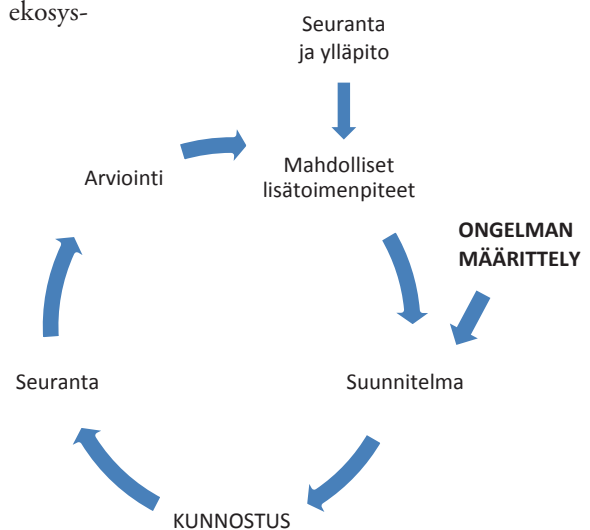 ekosys-
Seuranta
ja ylläpito
Mahdolliset
lisätoimenpiteet
Arviointi
ONGELMAN
MÄÄRITTELY
Seuranta
Suunnitelma
KUNNOSTUS